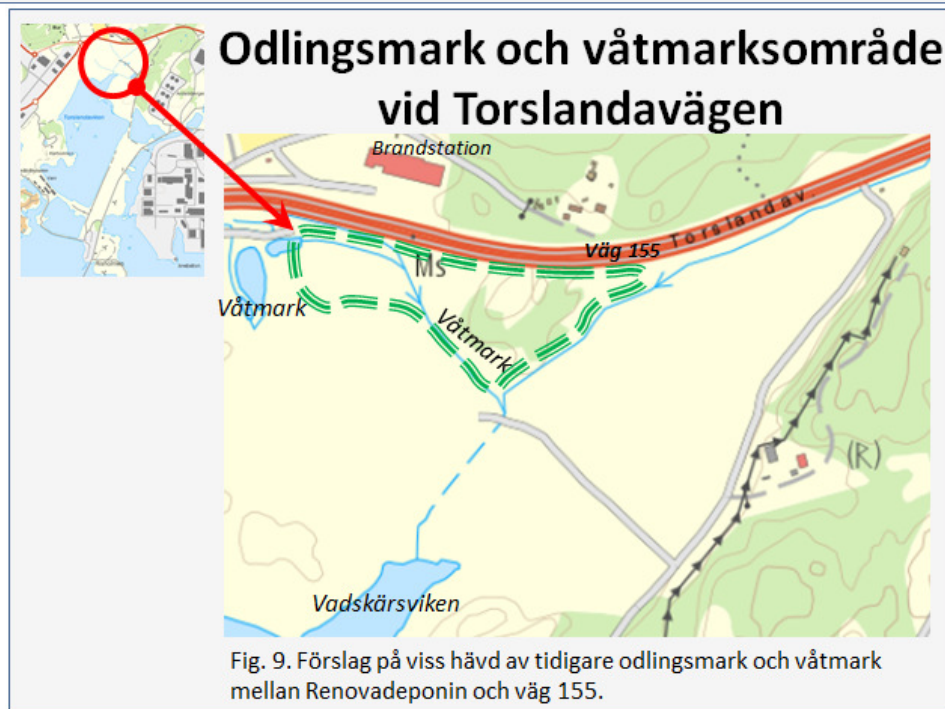 Odlingsmark och våtmarksområde
vid Torslandavägen
Brandstation
Torslandav.
Väg 155
Ms
Våtmark
Våtmark
(R)
Vadskärsviken
Fig. 9. Förslag på viss hävd av tidigare odlingsmark och våtmark
mellan Renovadeponin och väg 155.